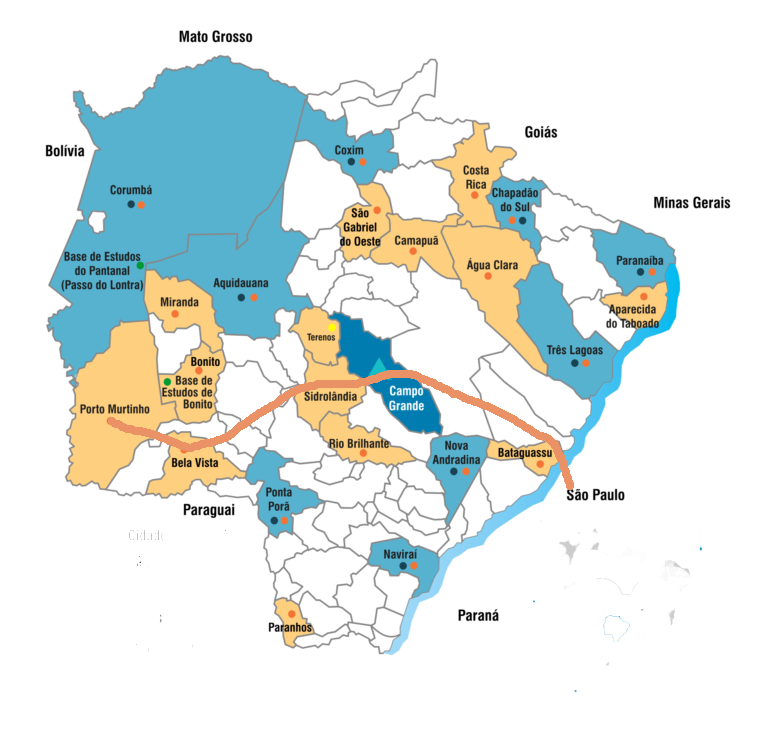 Mato Grosso
Goiás
Bolívia
Coxim
Costa
Rica
Corumbá
Chapadão
do Sul
Minas Gerais
São
Gabriel
do Oeste
Camapuã
Base de Estudos
do Pantanal
(Passo do Lontra)
Água Clara
Paranaíba
Aquidauana
Miranda
Aparecida
do Taboado
Terenos
Três Lagoas
Bonito
Base de
Estudos de
Bonito
Campo
Grande
Sidrolândia
Porto Murtinho
Rio Brilhante
Nova
Andradina
Bataguassu
Bela Vista
Ponta
Porã
São Paulo
Paraguai
Naviraí
Paraná
Paranhos